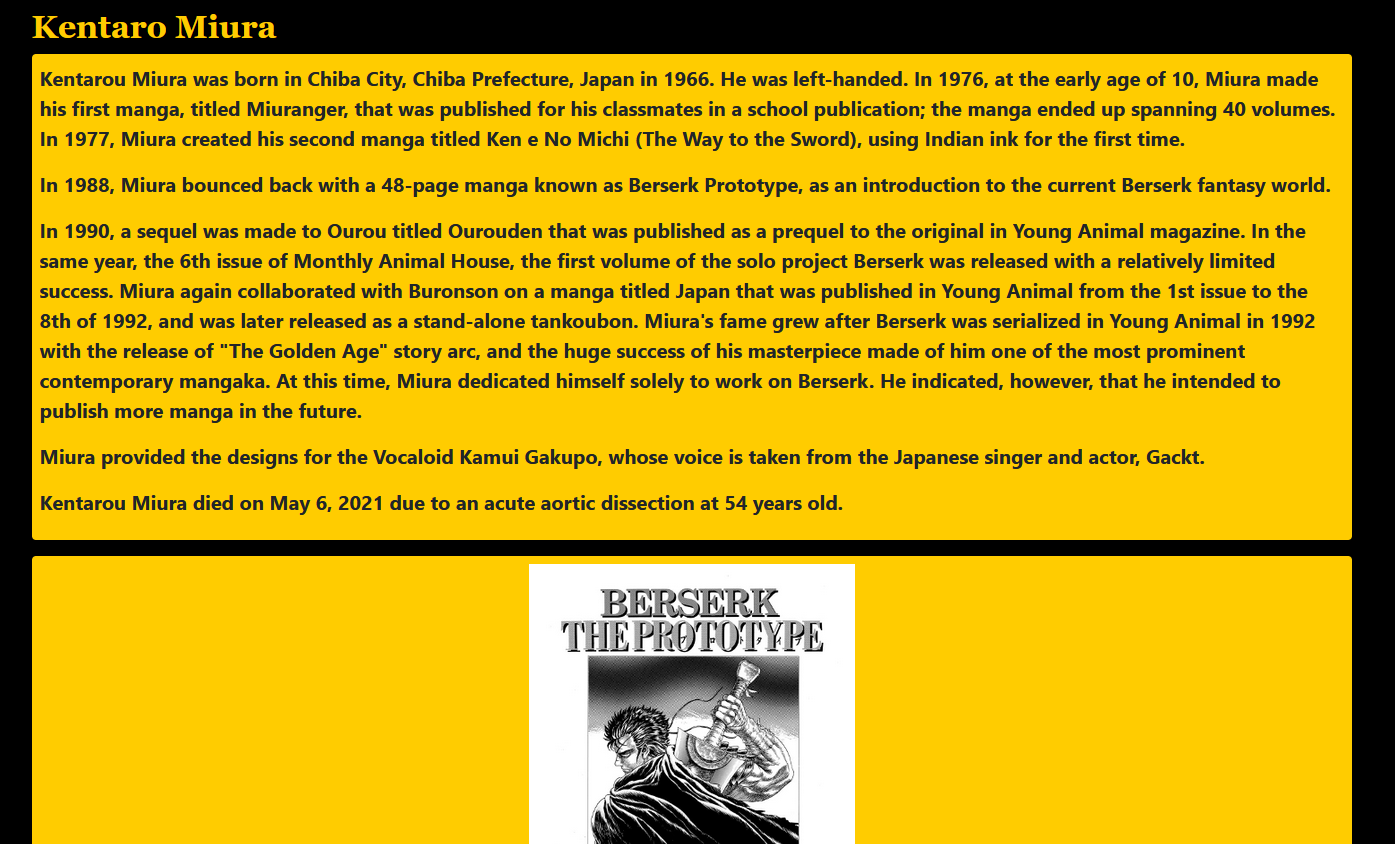 Kentaro Miura
Kentarou Miura was born in Chiba City, Chiba Prefecture, Japan in 1966. He was left-handed. In 1976, at the early age of 10, Miura made
his first manga, titled Miuranger, that was published for his classmates in a school publication; the manga ended up spanning 40 volumes.
In 1977, Miura created his second manga titled Ken e No Michi (The Way to the Sword), using Indian ink for the first time.
In 1988, Miura bounced back with a 48-page manga known as Berserk Prototype, as an introduction to the current Berserk fantasy world.
In 1990, a sequel was made to Ourou titled Ourouden that was published as a prequel to the original in Young Animal magazine. In the
same year, the 6th issue of Monthly Animal House, the first volume of the solo project Berserk was released with a relatively limited
success. Miura again collaborated with Buronson on a manga titled Japan that was published in Young Animal from the 1st issue to the
8th of 1992, and was later released as a stand-alone tankoubon. Miura's fame grew after Berserk was serialized in Young Animal in 1992
with the release of "The Golden Age" story arc, and the huge success of his masterpiece made of him one of the most prominent
contemporary mangaka. At this time, Miura dedicated himself solely to work on Berserk. He indicated, however, that he intended to
publish more manga in the future.
Miura provided the designs for the Vocaloid Kamui Gakupo, whose voice is taken from the Japanese singer and actor, Gackt.
Kentarou Miura died on May 6, 2021 due to an acute aortic dissection at 54 years old.
BERSERK
THE PROTOTYPE
プロトタイプ